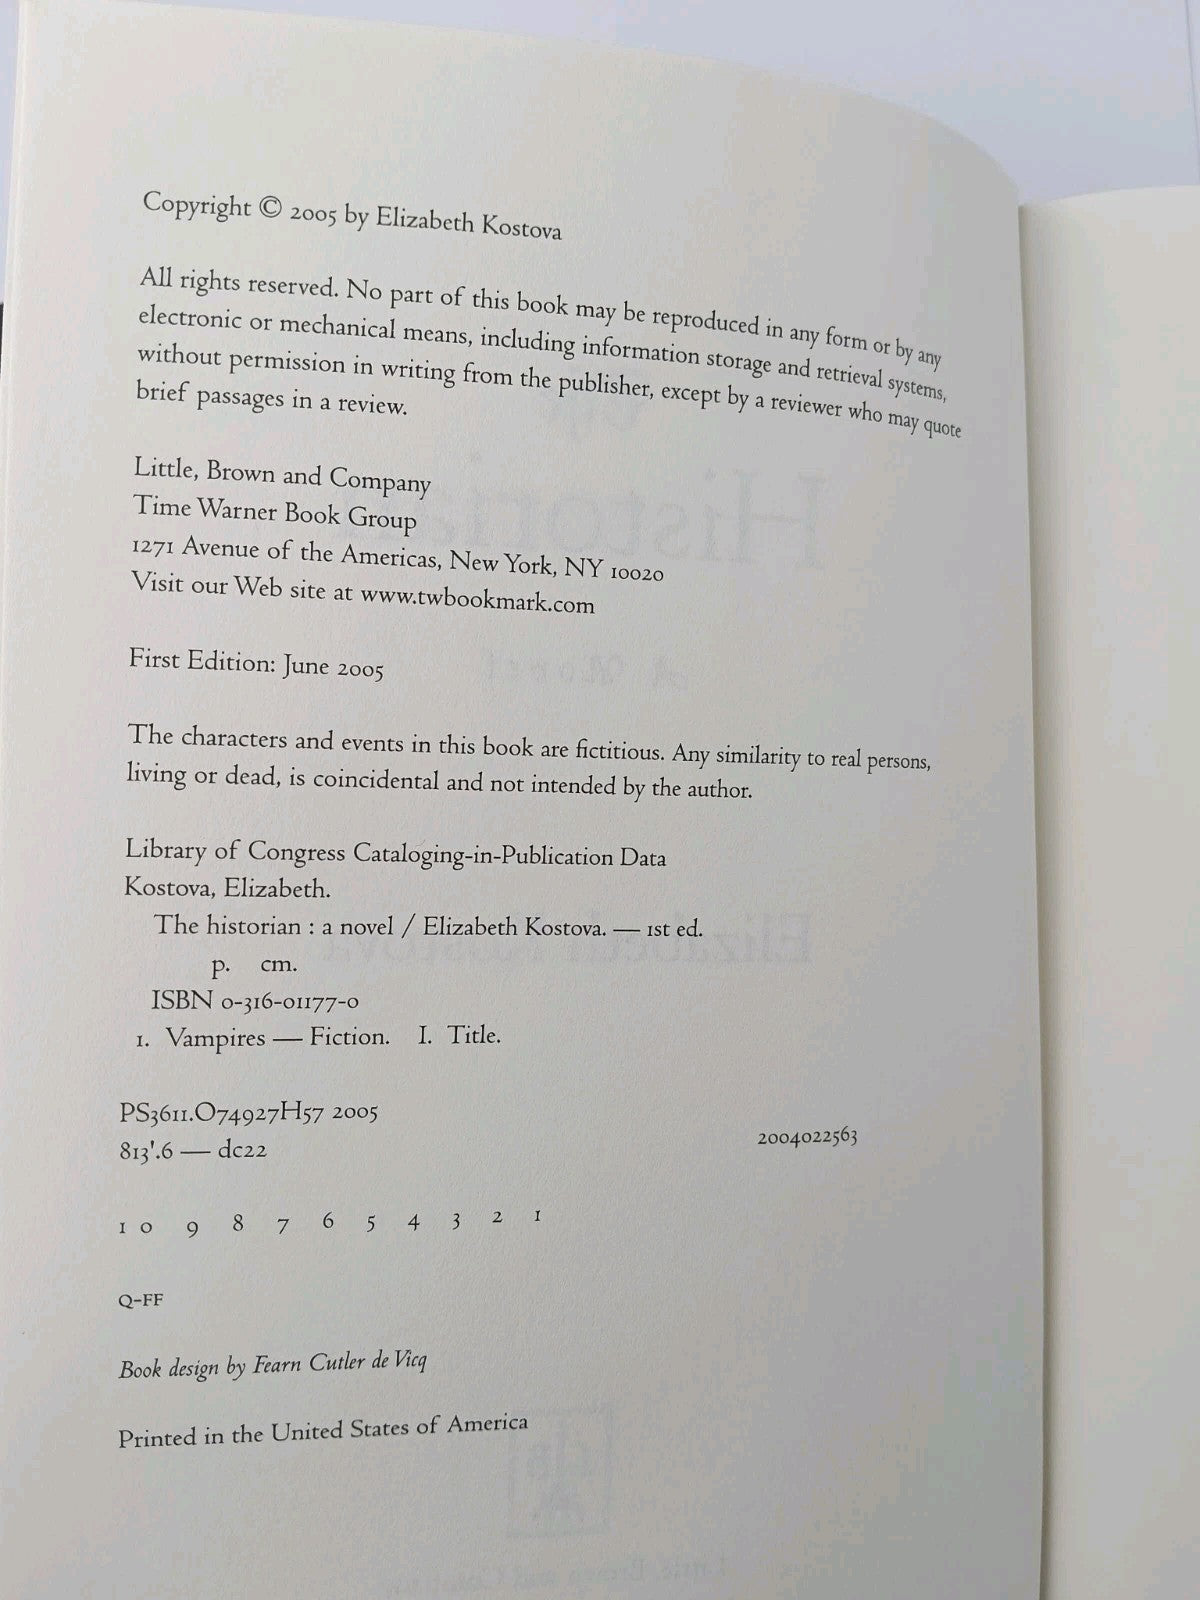 Copyright © 2005 by Elizabeth Kostova
All rights reserved. No part of this book may be reproduced in any form or by any
electronic or mechanical means, including information storage and retrieval systems,
without permission in writing from the publisher, except by a reviewer who may quote
brief passages in a review.
Little, Brown and Company
Time Warner Book Group
1271 Avenue of the Americas, New York, NY 10020
Visit our Web site at www.twbookmark.com
First Edition: June 2005
The characters and events in this book are fictitious. Any similarity to real persons,
living or dead, is coincidental and not intended by the author.
Library of Congress Cataloging-in-Publication Data
Kostova, Elizabeth.
The historian : a novel / Elizabeth Kostova. — 1st ed.
p. cm.
ISBN 0-316-01177-0
1. Vampires — Fiction. I. Title.
PS3611.O74927H57 2005
813'.6 — dc22 2004022563
10 9 8 7 6 5 4 3 2 1
Q-FF
Book design by Fearn Cutler de Vicq
Printed in the United States of America